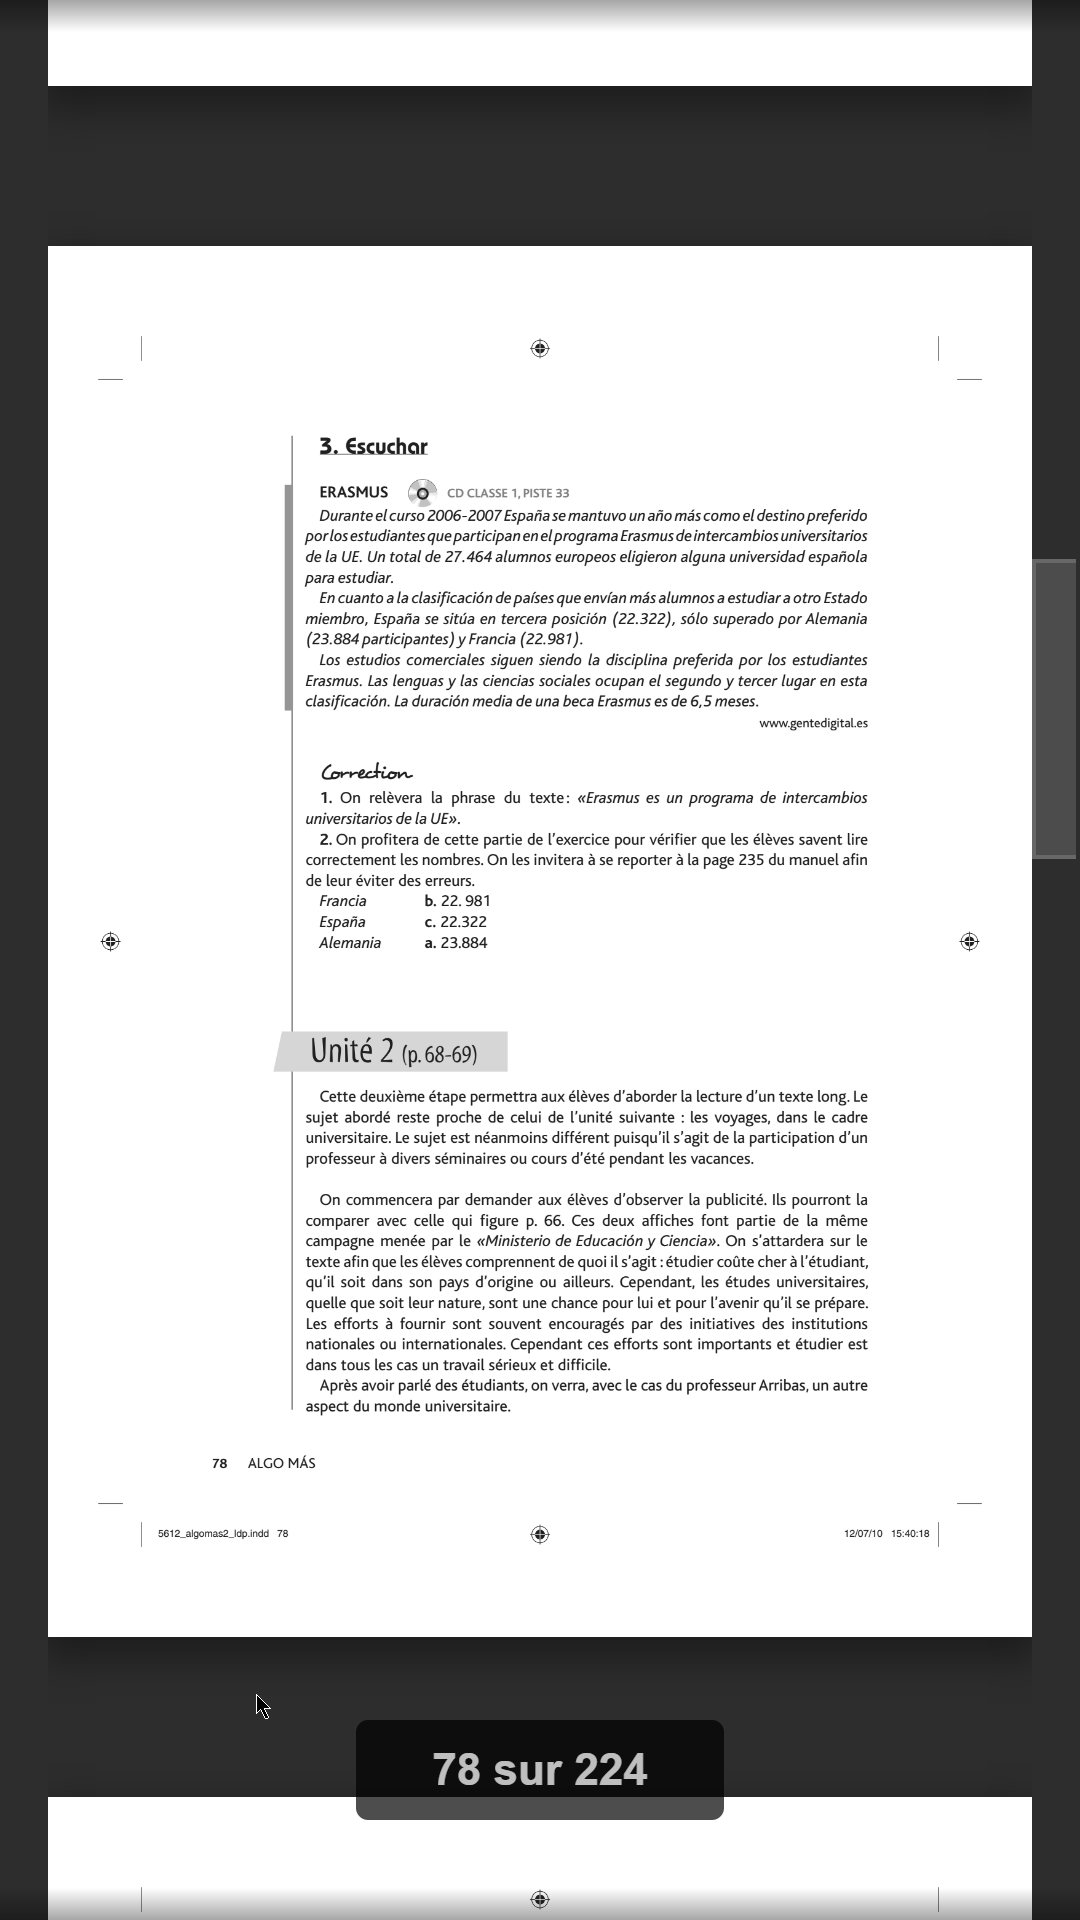 3. Escuchar
ERASMUS CD CLASSE 1, PISTE 33
Durante el curso 2006-2007 España se mantuvo un año más como el destino preferido
por los estudiantes que participan en el programa Erasmus de intercambios universitarios
de la UE. Un total de 27.464 alumnos europeos eligieron alguna universidad española
para estudiar.
En cuanto a la clasificación de países que envían más alumnos a estudiar a otro Estado
miembro, España se sitúa en tercera posición (22.322), sólo superado por Alemania
(23.884 participantes) y Francia (22.981).
Los estudios comerciales siguen siendo la disciplina preferida por los estudiantes
Erasmus. Las lenguas y las ciencias sociales ocupan el segundo y tercer lugar en esta
clasificación. La duración media de una beca Erasmus es de 6,5 meses.
www.gentedigital.es
Correction
1. On relèvera la phrase du texte : «Erasmus es un programa de intercambios
universitarios de la UE».
2. On profitera de cette partie de l'exercice pour vérifier que les élèves savent lire
correctement les nombres. On les invitera à se reporter à la page 235 du manuel afin
de leur éviter des erreurs.
Francia b. 22. 981
España c. 22.322
Alemania a. 23.884
Unité 2 (p. 68-69)
Cette deuxième étape permettra aux élèves d'aborder la lecture d'un texte long. Le
sujet abordé reste proche de celui de l'unité suivante : les voyages, dans le cadre
universitaire. Le sujet est néanmoins différent puisqu'il s'agit de la participation d'un
professeur à divers séminaires ou cours d'été pendant les vacances.
On commencera par demander aux élèves d'observer la publicité. Ils pourront la
comparer avec celle qui figure p. 66. Ces deux affiches font partie de la même
campagne menée par le «Ministerio de Educación y Ciencia». On s'attardera sur le
texte afin que les élèves comprennent de quoi il s'agit : étudier coûte cher à l'étudiant,
qu'il soit dans son pays d'origine ou ailleurs. Cependant, les études universitaires,
quelle que soit leur nature, sont une chance pour lui et pour l'avenir qu'il se prépare.
Les efforts à fournir sont souvent encouragés par des initiatives des institutions
nationales ou internationales. Cependant ces efforts sont importants et étudier est
dans tous les cas un travail sérieux et difficile.
Après avoir parlé des étudiants, on verra, avec le cas du professeur Arribas, un autre
aspect du monde universitaire.
78 ALGO MÁS
5612_algomas2_ldp.indd 78 12/07/10 15:40:18
78 sur 224